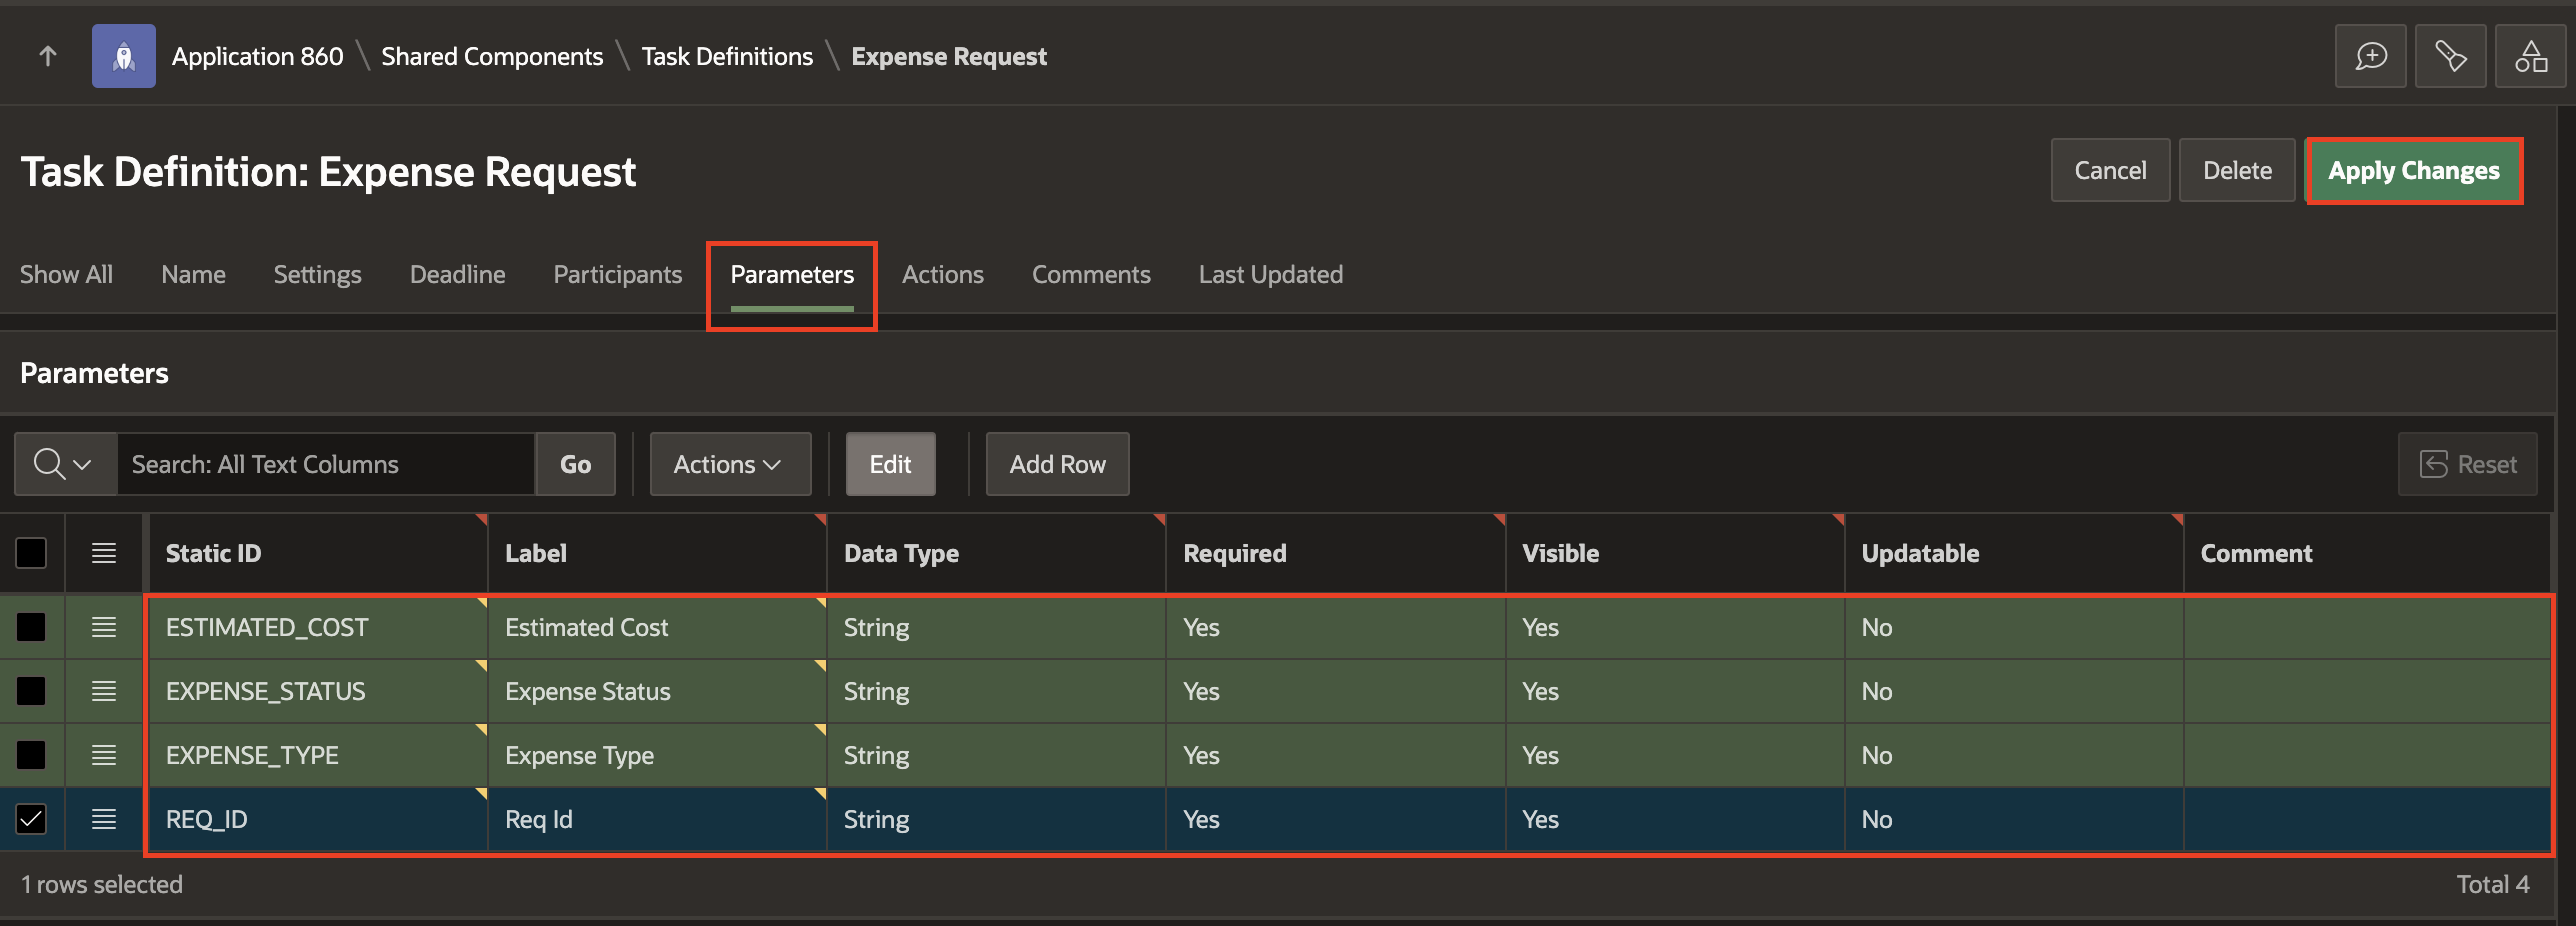 Application 860 \ Shared Components \ Task Definitions \ Expense Request
Task Definition: Expense Request
Cancel Delete Apply Changes
Show All Name Settings Deadline Participants Parameters Actions Comments Last Updated
Parameters
Search: All Text Columns Go Actions Edit Add Row Reset
Static ID Label Data Type Required Visible Updatable Comment
ESTIMATED_COST Estimated Cost String Yes Yes No
EXPENSE_STATUS Expense Status String Yes Yes No
EXPENSE_TYPE Expense Type String Yes Yes No
REQ_ID Req Id String Yes Yes No
1 rows selected Total 4